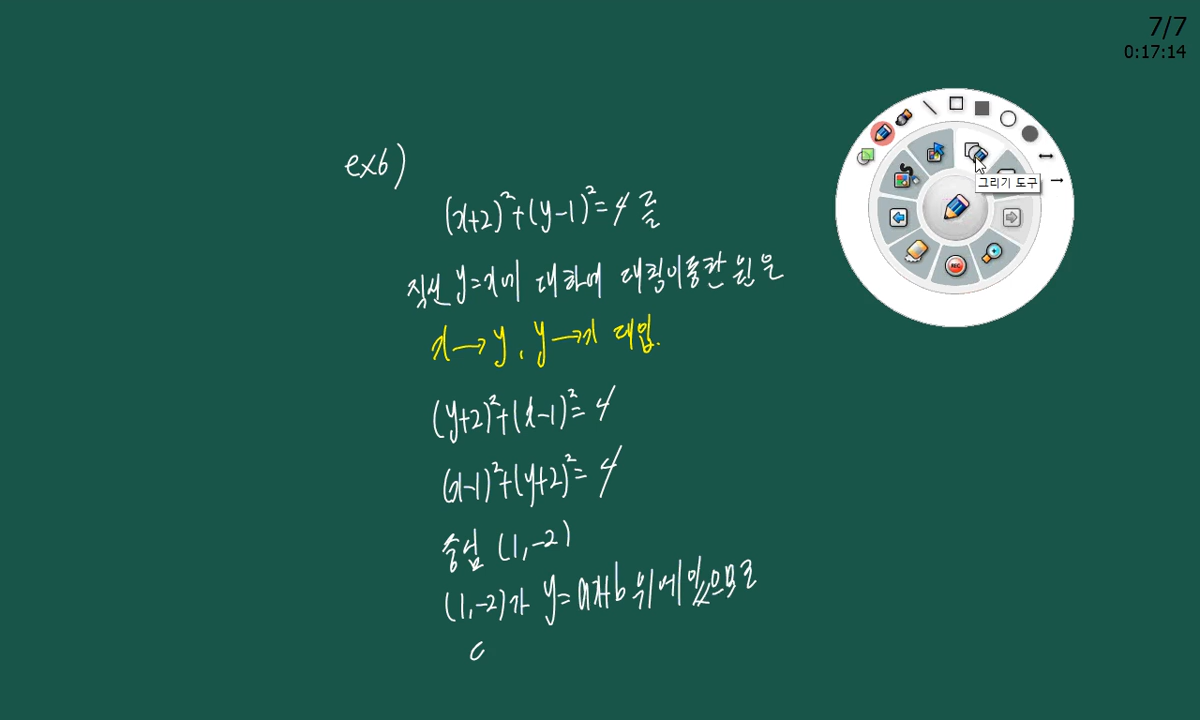 7/7
0:17:14
그리기 도구
REC
ex6)
(x+2)²+(y-1)²=4 를
직선 y=x에 대하여 대칭이동한 원은
x→y, y→x 대입.
(y+2)²+(x-1)²=4
(x-1)²+(y+2)²=4
중심 (1,-2)
(1,-2)가 y=ax+b 위에 있으므로